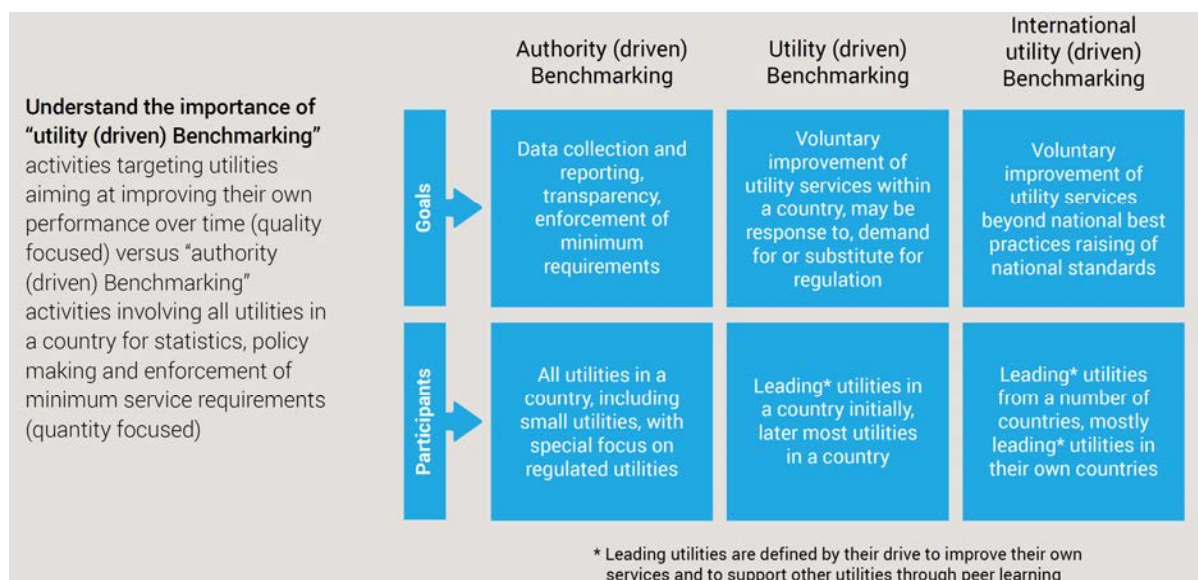 Understand the importance of
“utility (driven) Benchmarking”
activities targeting utilities
aiming at improving their own
performance over time (quality
focused) versus “authority
(driven) Benchmarking”
activities involving all utilities in
a country for statistics, policy
making and enforcement of
minimum service requirements
(quantity focused)
Authority (driven)
Benchmarking
Utility (driven)
Benchmarking
International
utility (driven)
Benchmarking
Goals
Data collection and
reporting,
transparency,
enforcement of
minimum
requirements
Voluntary
improvement of
utility services within
a country, may be
response to, demand
for or substitute for
regulation
Voluntary
improvement of
utility services
beyond national best
practices raising of
national standards
Participants
All utilities in a
country, including
small utilities, with
special focus on
regulated utilities
Leading* utilities in
a country initially,
later most utilities
in a country
Leading* utilities
from a number of
countries, mostly
leading* utilities in
their own countries
* Leading utilities are defined by their drive to improve their own
services and to support other utilities through peer learning